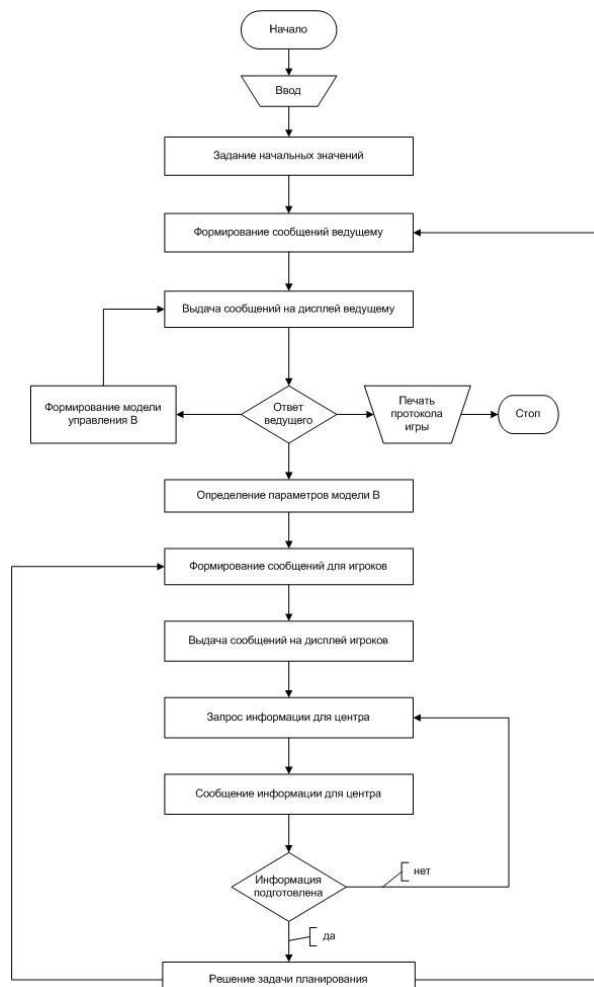 Начало
Ввод
Задание начальных значений
Формирование сообщений ведущему
Выдача сообщений на дисплей ведущему
Формирование модели
управления В
Ответ
ведущего
Печать
протокола
игры
Стоп
Определение параметров модели В
Формирование сообщений для игроков
Выдача сообщений на дисплей игроков
Запрос информации для центра
Сообщение информации для центра
Информация
подготовлена
нет
да
Решение задачи планирования